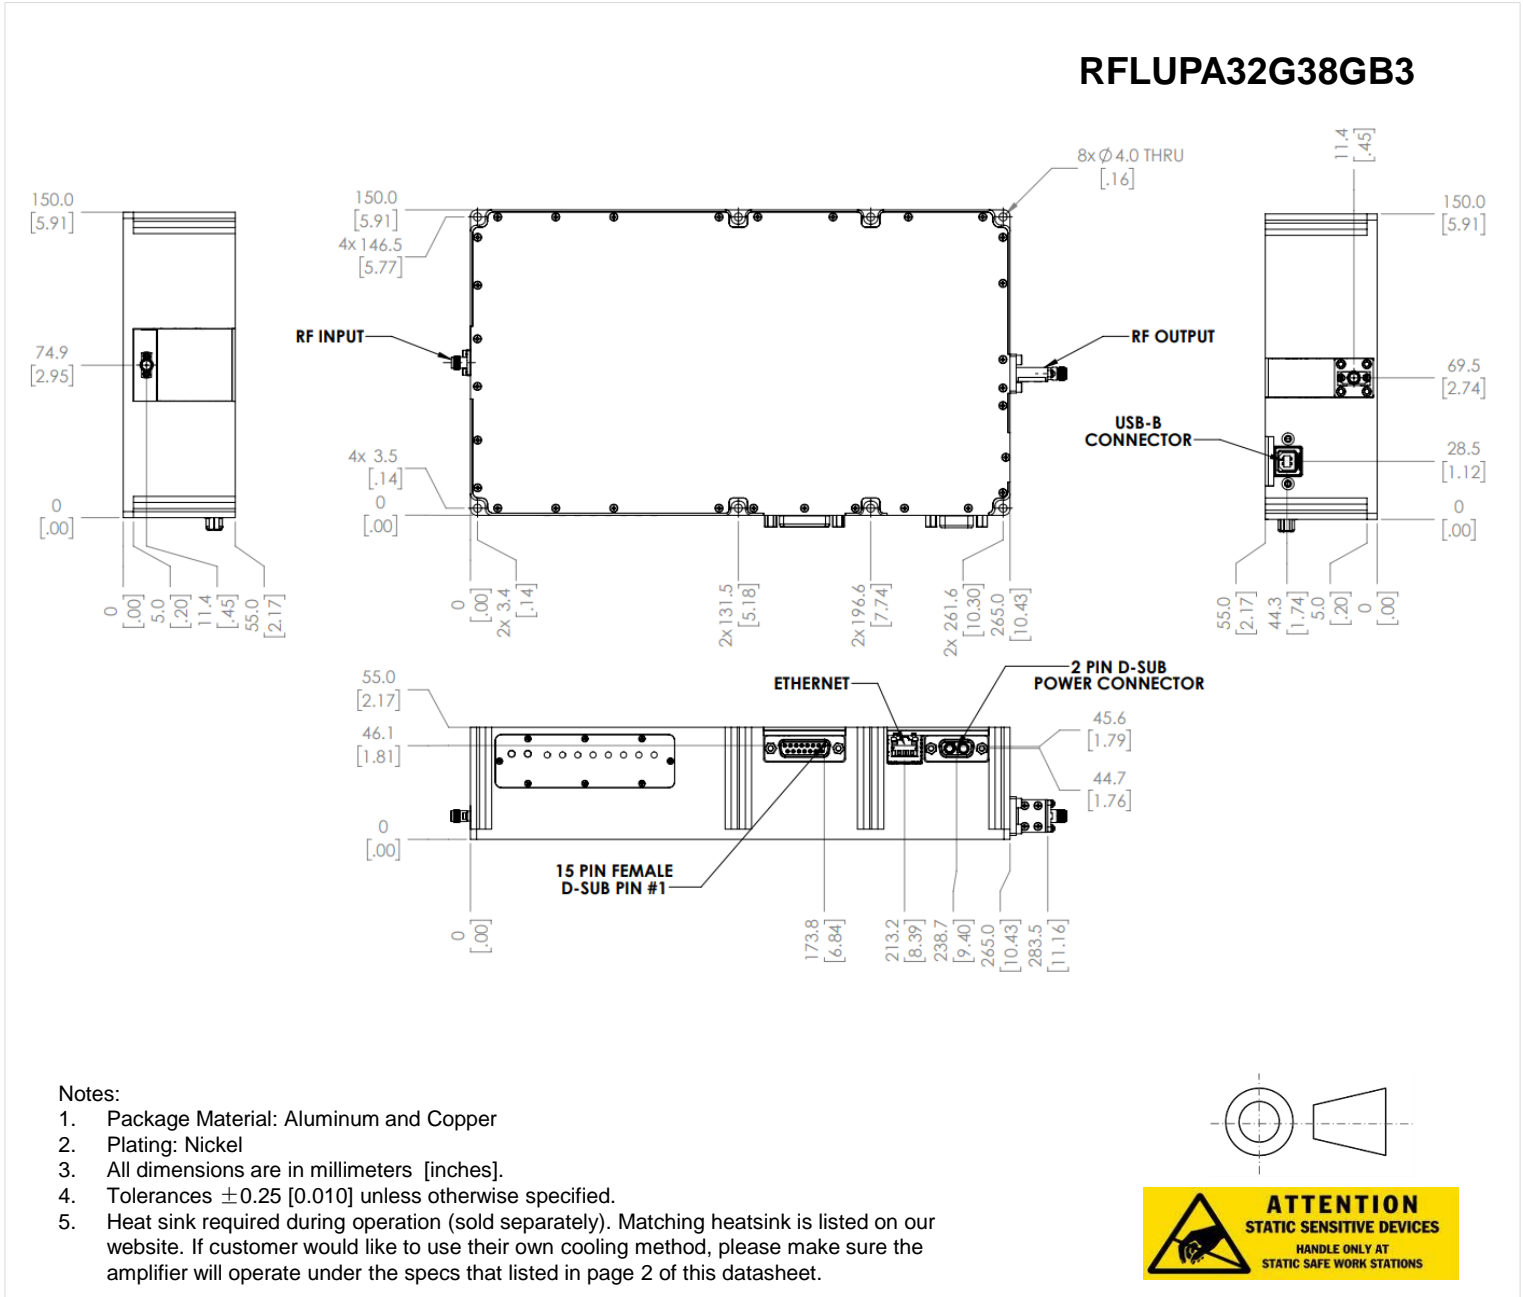 RFLUPA32G38GB3
150.0
[5.91]
74.9
[2.95]
0
[.00]
0
[.00]
5.0
[.20]
11.4
[.45]
55.0
[2.17]
150.0
[5.91]
4x 146.5
[5.77]
RF INPUT
4x 3.5
[.14]
0
[.00]
8x Ø 4.0 THRU
[.16]
RF OUTPUT
0
[.00]
2x 3.4
[.14]
2x 131.5
[5.18]
2x 196.6
[7.74]
2x 261.6
[10.30]
265.0
[10.43]
11.4
[.45]
150.0
[5.91]
69.5
[2.74]
USB-B
CONNECTOR
28.5
[1.12]
0
[.00]
55.0
[2.17]
44.3
[1.74]
5.0
[.20]
0
[.00]
55.0
[2.17]
46.1
[1.81]
0
[.00]
ETHERNET
2 PIN D-SUB
POWER CONNECTOR
45.6
[1.79]
44.7
[1.76]
15 PIN FEMALE
D-SUB PIN #1
0
[.00]
173.8
[6.84]
213.2
[8.39]
238.7
[9.40]
265.0
[10.43]
283.5
[11.16]
Notes:
1. Package Material: Aluminum and Copper
2. Plating: Nickel
3. All dimensions are in millimeters [inches].
4. Tolerances ±0.25 [0.010] unless otherwise specified.
5. Heat sink required during operation (sold separately). Matching heatsink is listed on our
website. If customer would like to use their own cooling method, please make sure the
amplifier will operate under the specs that listed in page 2 of this datasheet.
ATTENTION
STATIC SENSITIVE DEVICES
HANDLE ONLY AT
STATIC SAFE WORK STATIONS